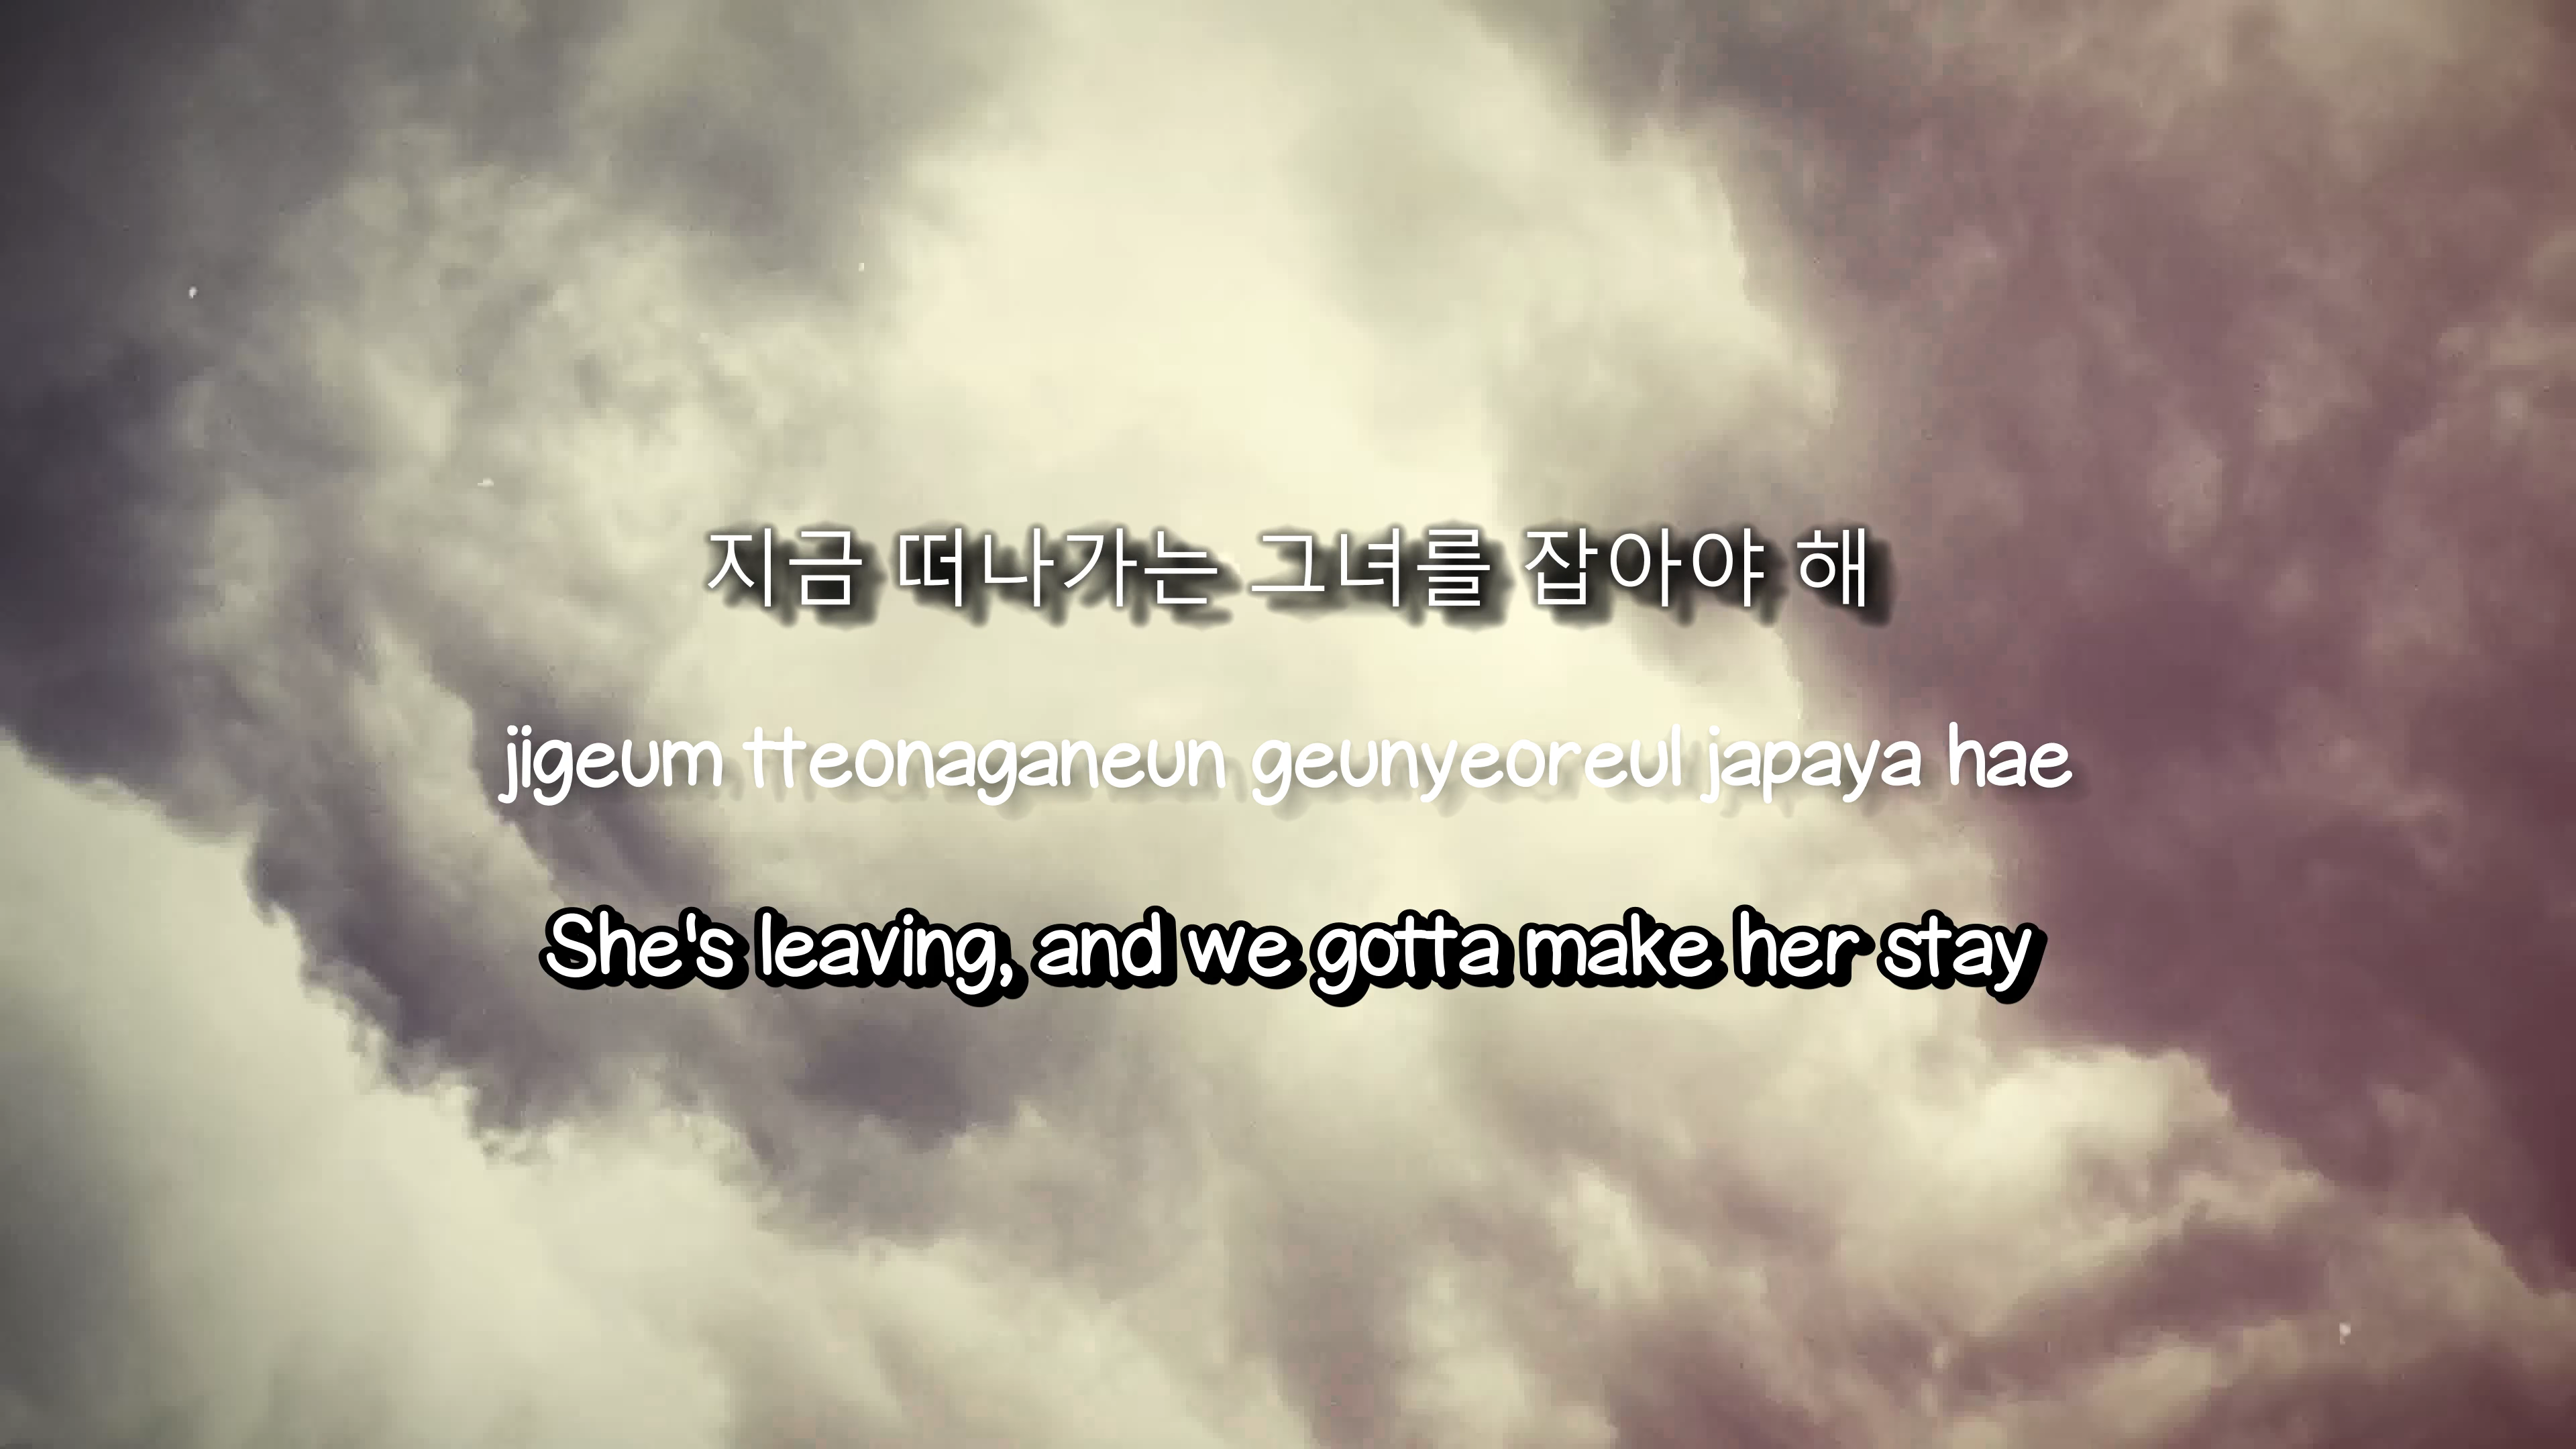 지금 떠나가는 그녀를 잡아야 해
jigeum tteonaganeun geunyeoreul japaya hae
She's leaving, and we gotta make her stay